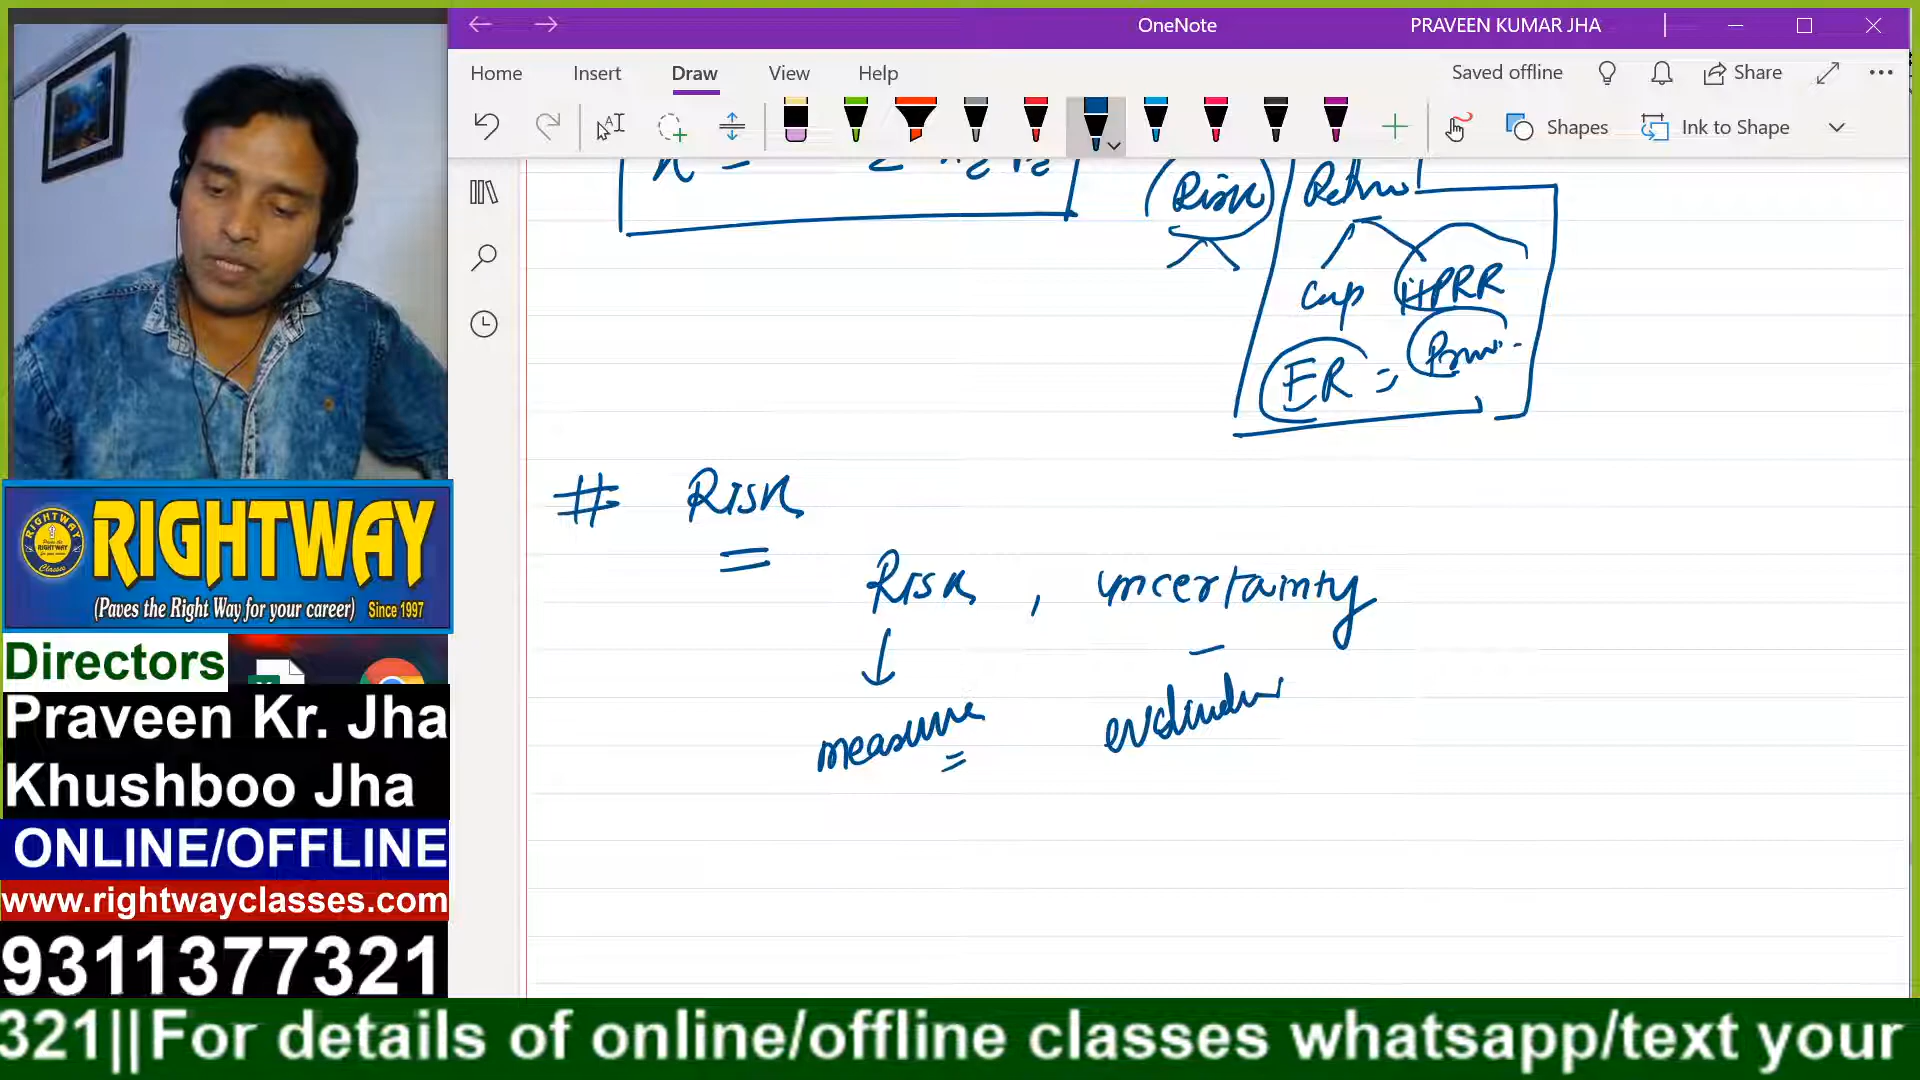 OneNote
PRAVEEN KUMAR JHA
Home Insert Draw View Help
Saved offline Share
Shapes Ink to Shape
Risk
cap HPRR
ER =
# RISK
RISK , uncertainty
measure
RIGHTWAY
(Paves the Right Way for your career) Since 1997
Directors
Praveen Kr. Jha
Khushboo Jha
ONLINE/OFFLINE
www.rightwayclasses.com
9311377321
321||For details of online/offline classes whatsapp/text your